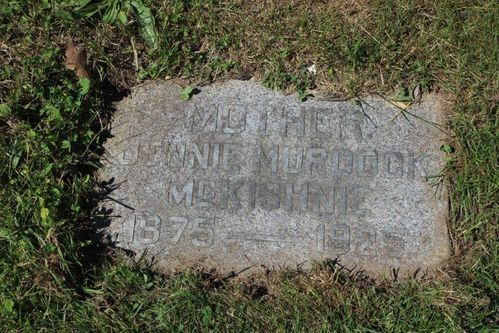 MOTHER
JENNIE MURDOCK
McKISHNIE
1875 — 1925